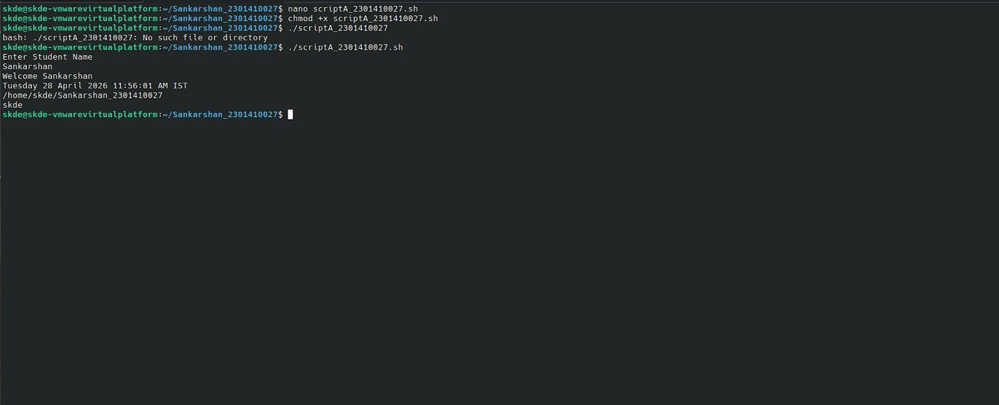 skde@skde-vmwarevirtualplatform:~/Sankarshan_2301410027$ nano scriptA_2301410027.sh
skde@skde-vmwarevirtualplatform:~/Sankarshan_2301410027$ chmod +x scriptA_2301410027.sh
skde@skde-vmwarevirtualplatform:~/Sankarshan_2301410027$ ./scriptA_2301410027
bash: ./scriptA_2301410027: No such file or directory
skde@skde-vmwarevirtualplatform:~/Sankarshan_2301410027$ ./scriptA_2301410027.sh
Enter Student Name
Sankarshan
Welcome Sankarshan
Tuesday 28 April 2026 11:56:01 AM IST
/home/skde/Sankarshan_2301410027
skde
skde@skde-vmwarevirtualplatform:~/Sankarshan_2301410027$